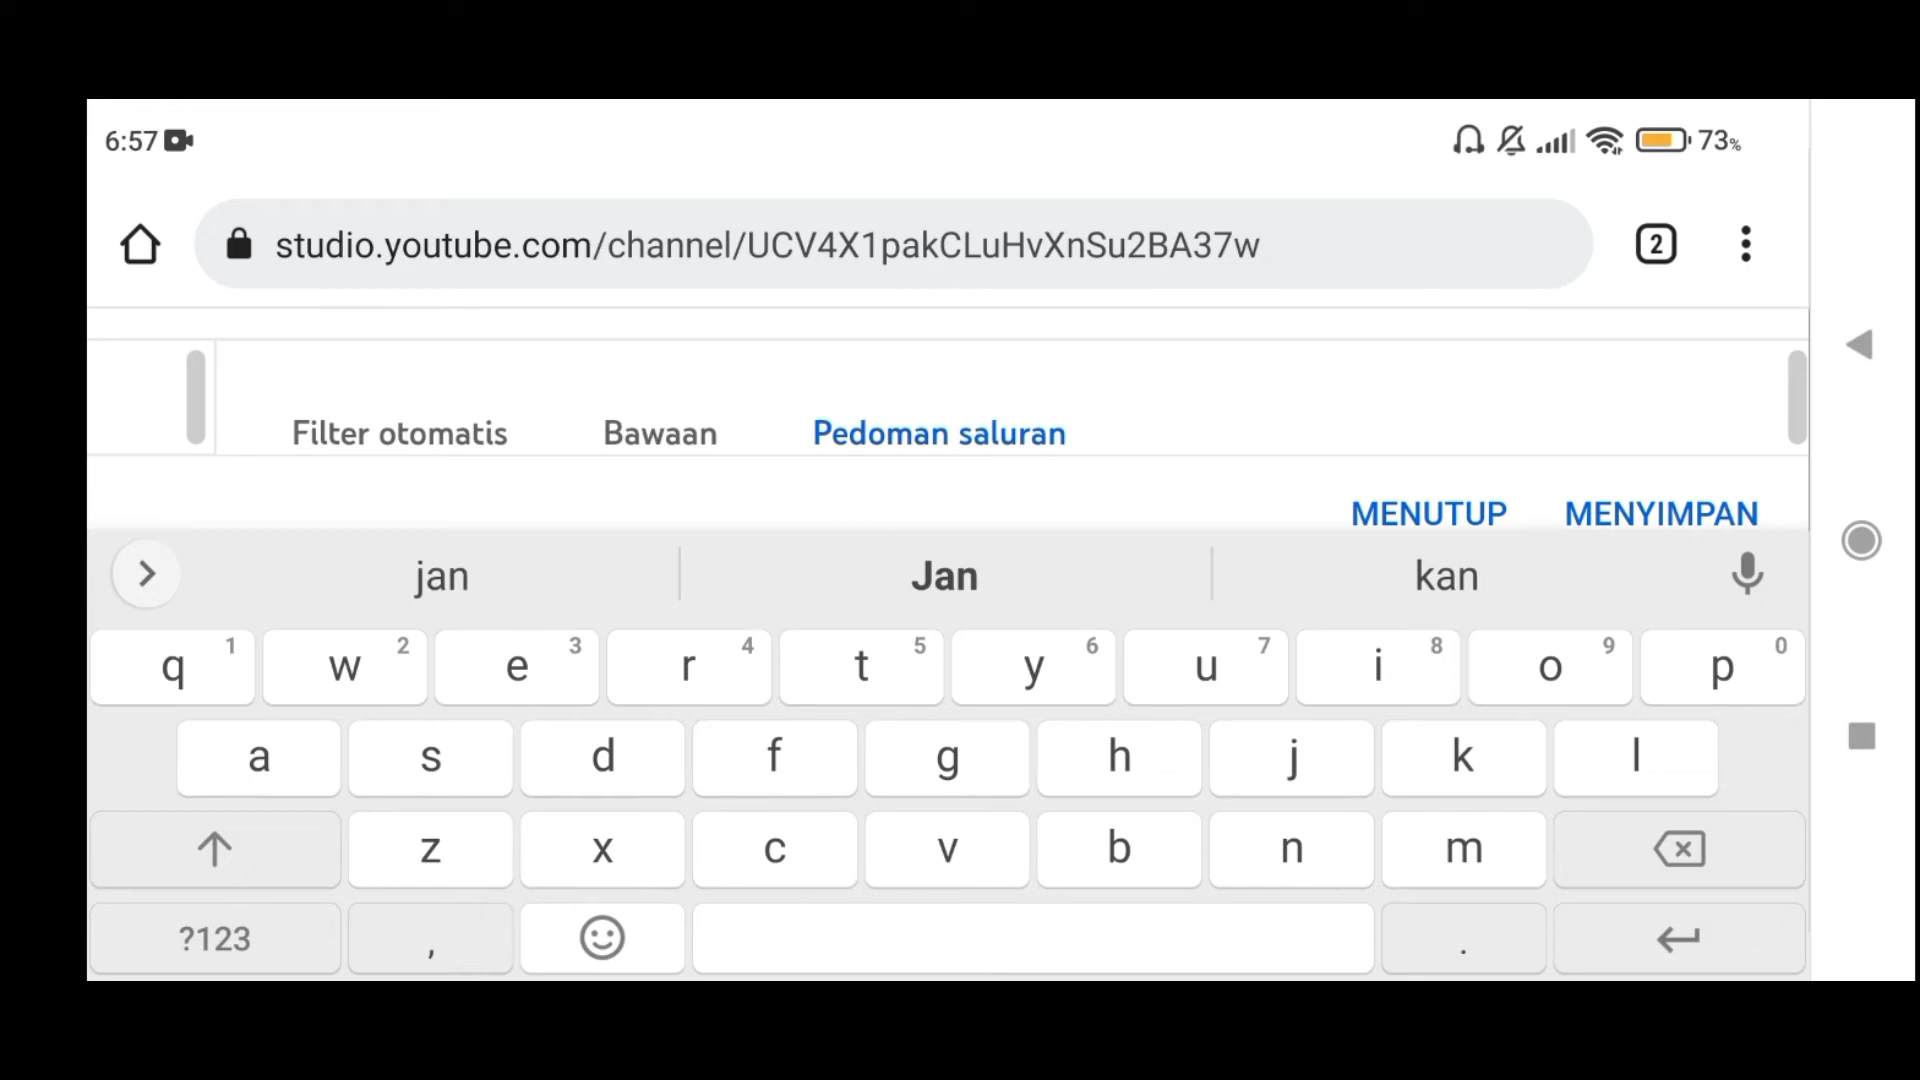 6:57 73%
studio.youtube.com/channel/UCV4X1pakCLuHvXnSu2BA37w 2
Filter otomatis Bawaan Pedoman saluran
MENUTUP MENYIMPAN
jan Jan kan
q 1 w 2 e 3 r 4 t 5 y 6 u 7 i 8 o 9 p 0
a s d f g h j k l
z x c v b n m
?123 , .